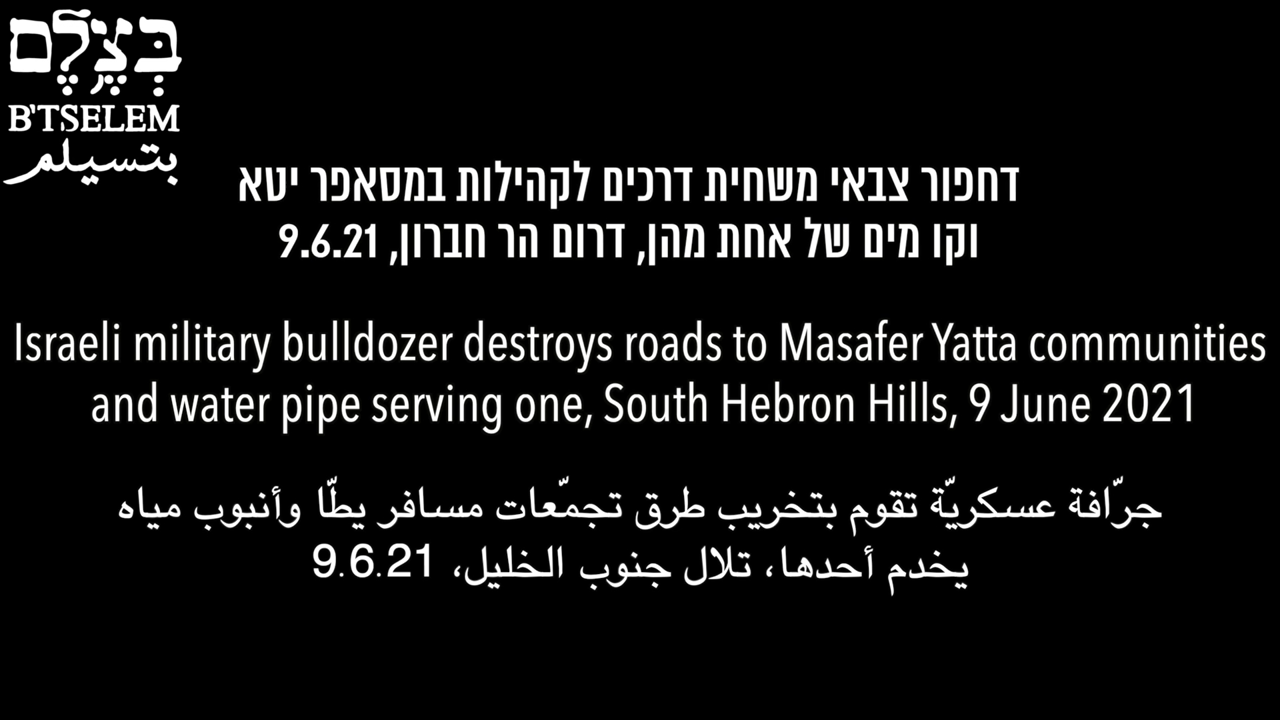 בְּצֶלֶם
B'TSELEM
بتسيلم
דחפור צבאי משחית דרכים לקהילות במסאפר יטא
וקו מים של אחת מהן, דרום הר חברון, 9.6.21
Israeli military bulldozer destroys roads to Masafer Yatta communities
and water pipe serving one, South Hebron Hills, 9 June 2021
جرّافة عسكريّة تقوم بتخريب طرق تجمّعات مسافر يطّا وأنبوب مياه
يخدم أحدها، تلال جنوب الخليل، 9.6.21